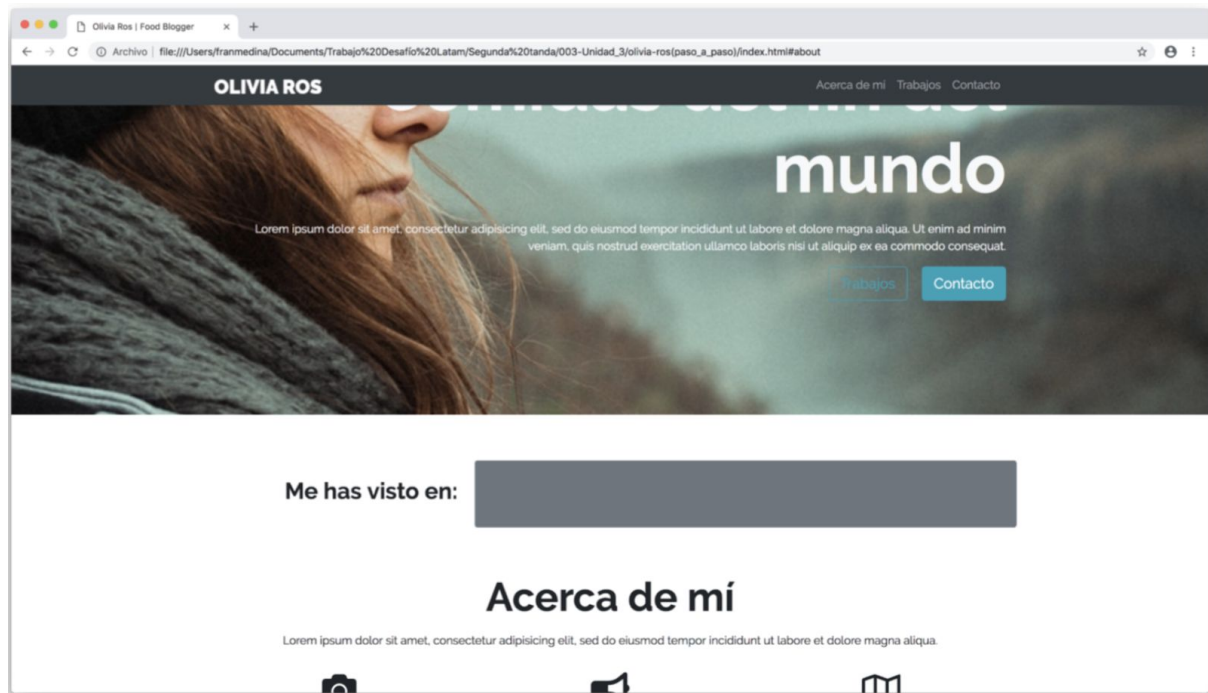 Olivia Ros | Food Blogger
Archivo | file:///Users/franmedina/Documents/Trabajo%20Desafío%20Latam/Segunda%20tanda/003-Unidad_3/olivia-ros(paso_a_paso)/index.html#about
OLIVIA ROS Acerca de mi Trabajos Contacto
mundo
Lorem ipsum dolor sit amet, consectetur adipisicing elit, sed do eiusmod tempor incididunt ut labore et dolore magna aliqua. Ut enim ad minim
veniam, quis nostrud exercitation ullamco laboris nisi ut aliquip ex ea commodo consequat.
Trabajos Contacto
Me has visto en:
Acerca de mí
Lorem ipsum dolor sit amet, consectetur adipisicing elit, sed do eiusmod tempor incididunt ut labore et dolore magna aliqua.